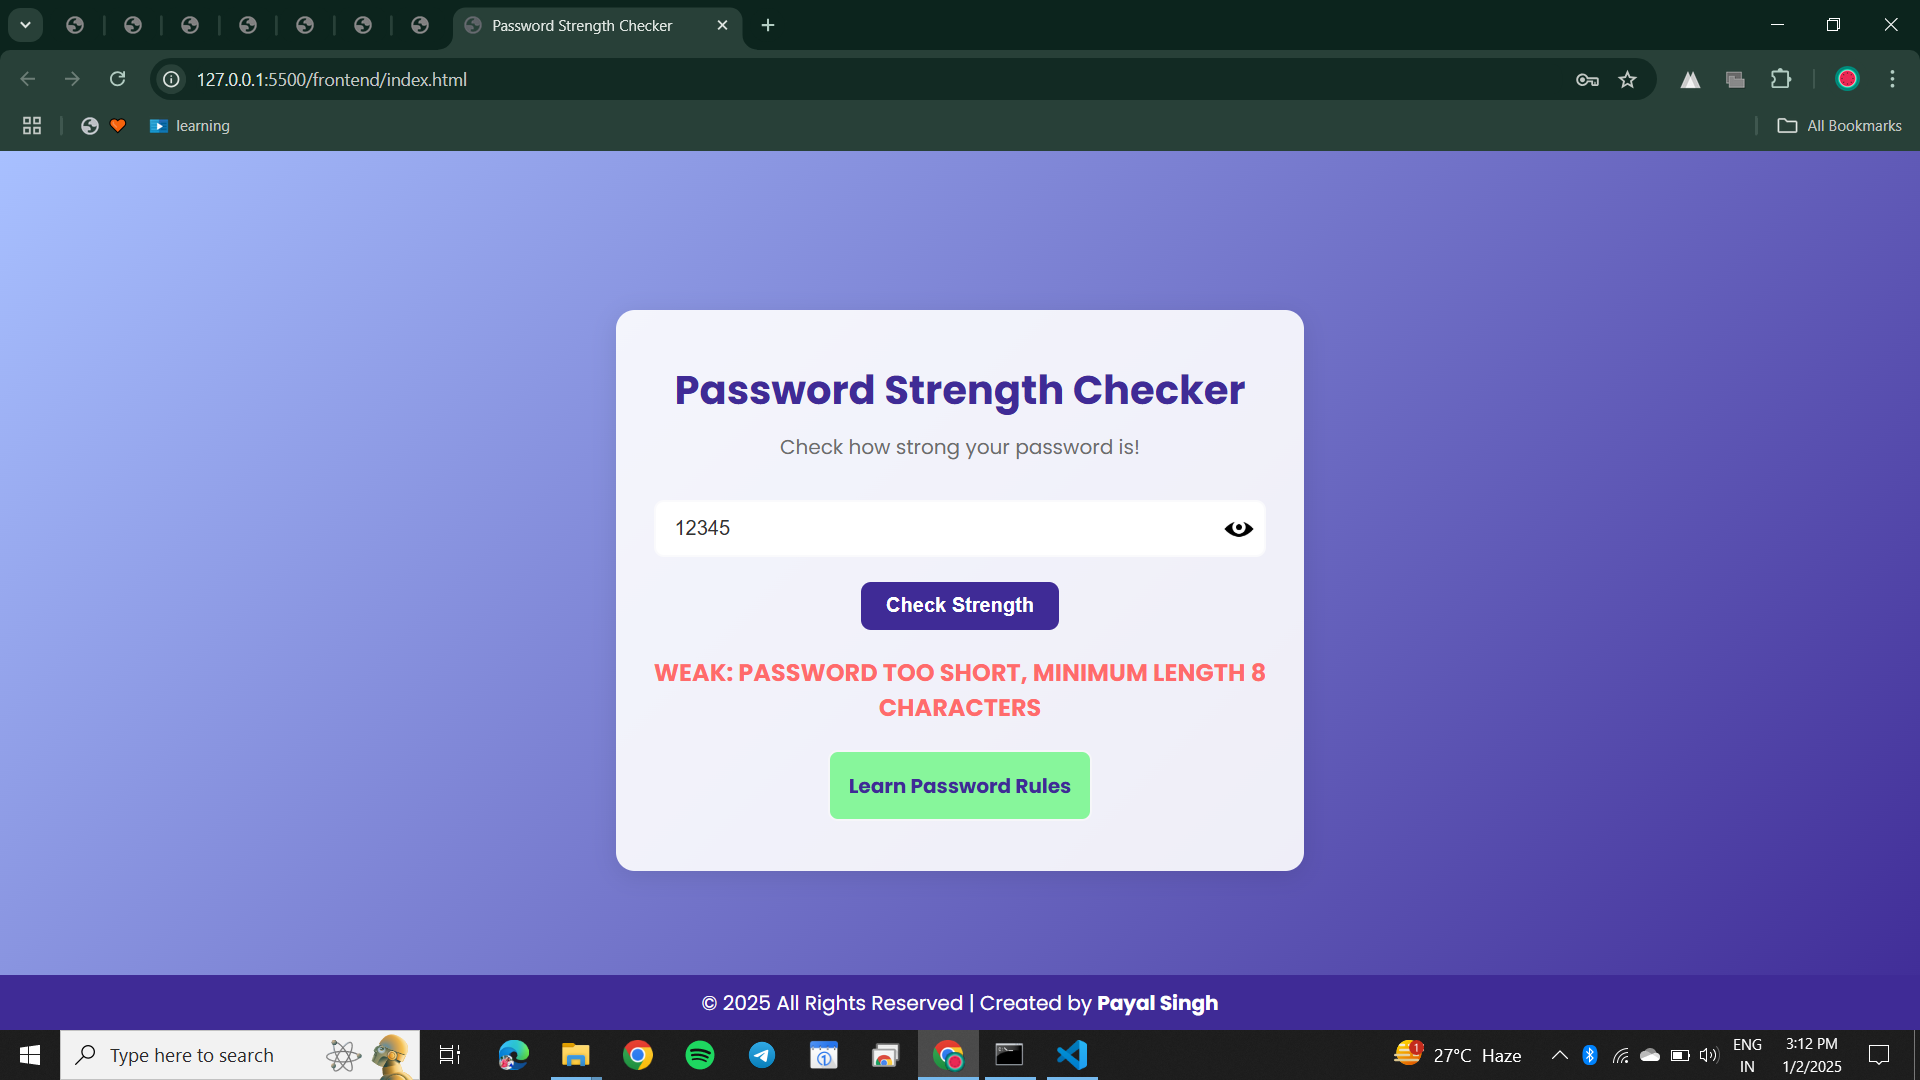 Password Strength Checker
127.0.0.1:5500/frontend/index.html
learning
All Bookmarks
Password Strength Checker
Check how strong your password is!
12345
Check Strength
WEAK: PASSWORD TOO SHORT, MINIMUM LENGTH 8
CHARACTERS
Learn Password Rules
© 2025 All Rights Reserved | Created by Payal Singh
Type here to search
1
1
27°C Haze
ENG
IN
3:12 PM
1/2/2025